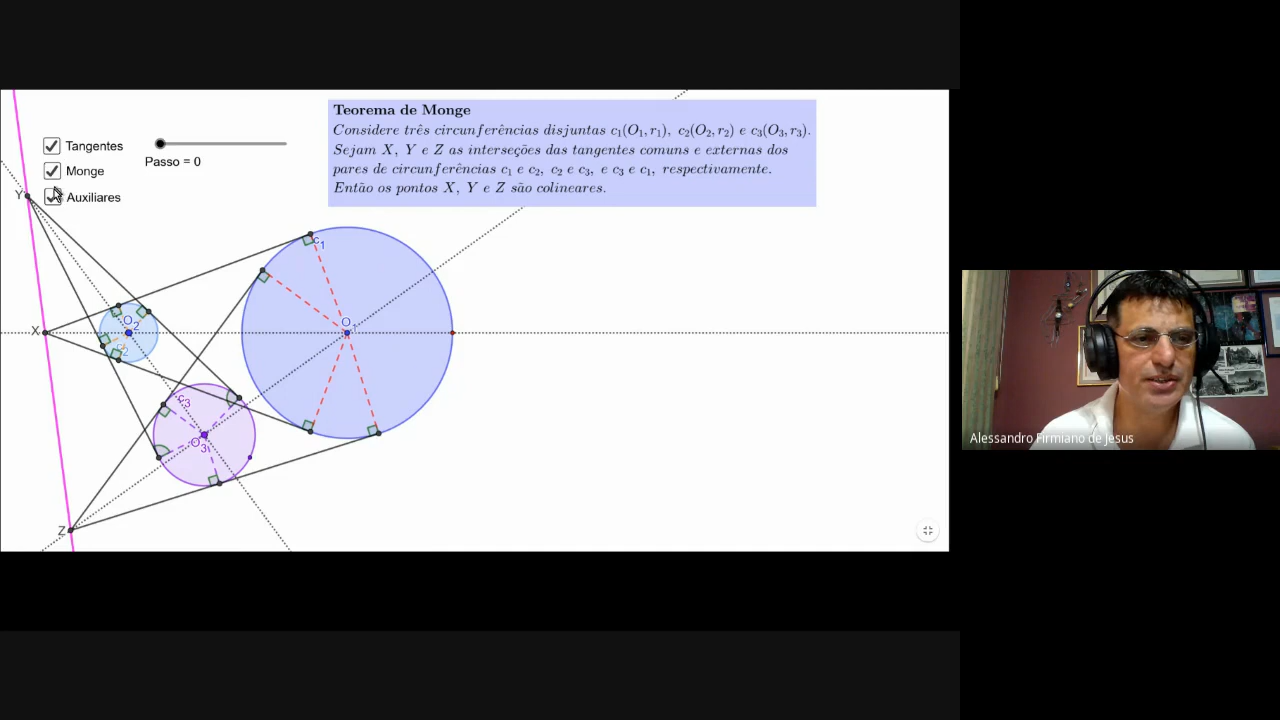 Teorema de Monge
Considere três circunferências disjuntas c₁(O₁, r₁), c₂(O₂, r₂) e c₃(O₃, r₃).
Sejam X, Y e Z as interseções das tangentes comuns e externas dos
pares de circunferências c₁ e c₂, c₂ e c₃, e c₃ e c₁, respectivamente.
Então os pontos X, Y e Z são colineares.
Tangentes
Passo = 0
Monge
Auxiliares
Y
c₁
X
O₂
c₂
O₁
c₃
O₃
Z
Alessandro Firmiano de Jesus